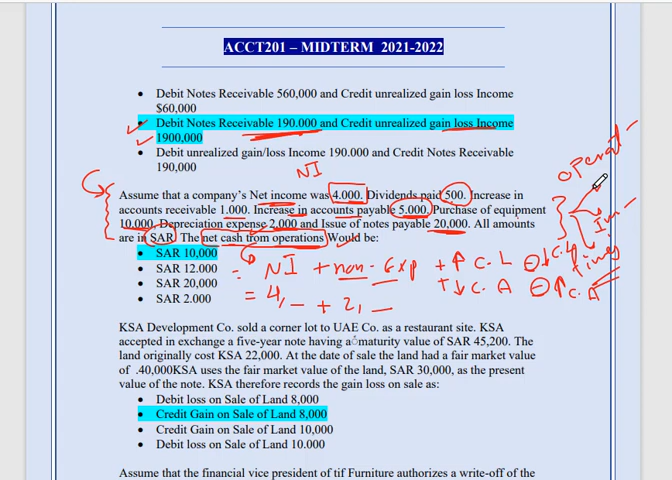 ACCT201 – MIDTERM 2021-2022
• Debit Notes Receivable 560,000 and Credit unrealized gain loss Income
$60,000
• Debit Notes Receivable 190.000 and Credit unrealized gain loss Income
1900,000
• Debit unrealized gain/loss Income 190.000 and Credit Notes Receivable
190,000
NI
operat-
Assume that a company's Net income was 4.000. Dividends paid 500. Increase in
accounts receivable 1.000. Increase in accounts payable 5.000. Purchase of equipment
10.000. Depreciation expense 2,000 and Issue of notes payable 20,000. All amounts
are in SAR. The net cash from operations Would be:
• SAR 10,000
• SAR 12.000
• SAR 20,000
• SAR 2.000
= NI + non-C exp + ↑ C.L ⊖ ↓ C.L
+ ↓ C.A ⊖ ↑ C.A
= 4, — + 2, —
KSA Development Co. sold a corner lot to UAE Co. as a restaurant site. KSA
accepted in exchange a five-year note having a maturity value of SAR 45,200. The
land originally cost KSA 22,000. At the date of sale the land had a fair market value
of .40,000KSA uses the fair market value of the land, SAR 30,000, as the present
value of the note. KSA therefore records the gain loss on sale as:
• Debit loss on Sale of Land 8,000
• Credit Gain on Sale of Land 8,000
• Credit Gain on Sale of Land 10,000
• Debit loss on Sale of Land 10.000
Assume that the financial vice president of tif Furniture authorizes a write-off of the